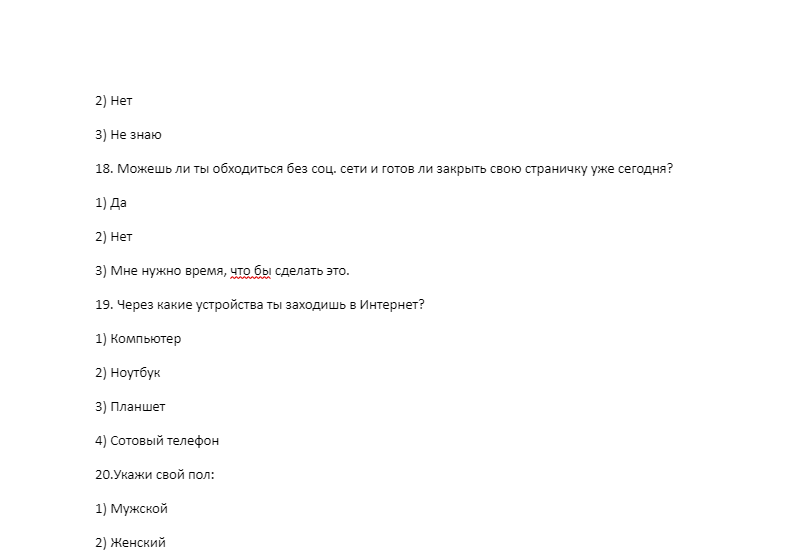 2) Нет
3) Не знаю
18. Можешь ли ты обходиться без соц. сети и готов ли закрыть свою страничку уже сегодня?
1) Да
2) Нет
3) Мне нужно время, что бы сделать это.
19. Через какие устройства ты заходишь в Интернет?
1) Компьютер
2) Ноутбук
3) Планшет
4) Сотовый телефон
20.Укажи свой пол:
1) Мужской
2) Женский